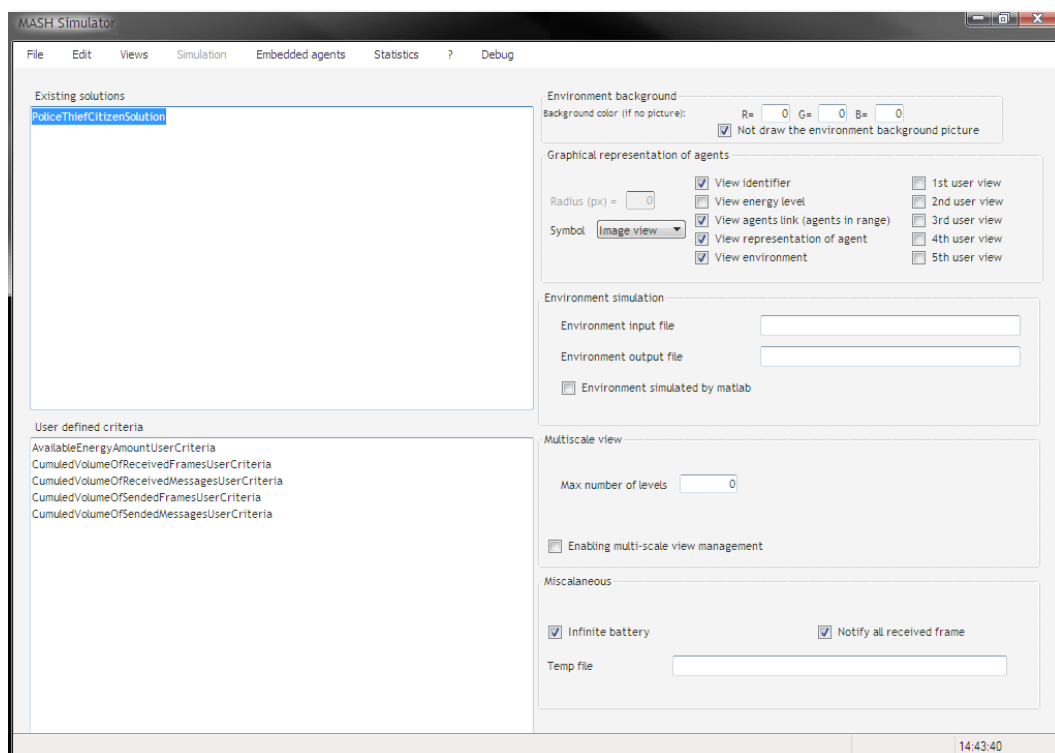 MASH Simulator
File Edit Views Simulation Embedded agents Statistics ? Debug
Existing solutions
PoliceThiefCitizenSolution
User defined criteria
AvailableEnergyAmountUserCriteria
CumuledVolumeOfReceivedFramesUserCriteria
CumuledVolumeOfReceivedMessagesUserCriteria
CumuledVolumeOfSendedFramesUserCriteria
CumuledVolumeOfSendedMessagesUserCriteria
Environment background
Background color (if no picture): R= 0 G= 0 B= 0
Not draw the environment background picture
Graphical representation of agents
Radius (px) = 0
Symbol Image view
View identifier
View energy level
View agents link (agents in range)
View representation of agent
View environment
1st user view
2nd user view
3rd user view
4th user view
5th user view
Environment simulation
Environment input file
Environment output file
Environment simulated by matlab
Multiscale view
Max number of levels 0
Enabling multi-scale view management
Miscalaneous
Infinite battery Notify all received frame
Temp file
14:43:40